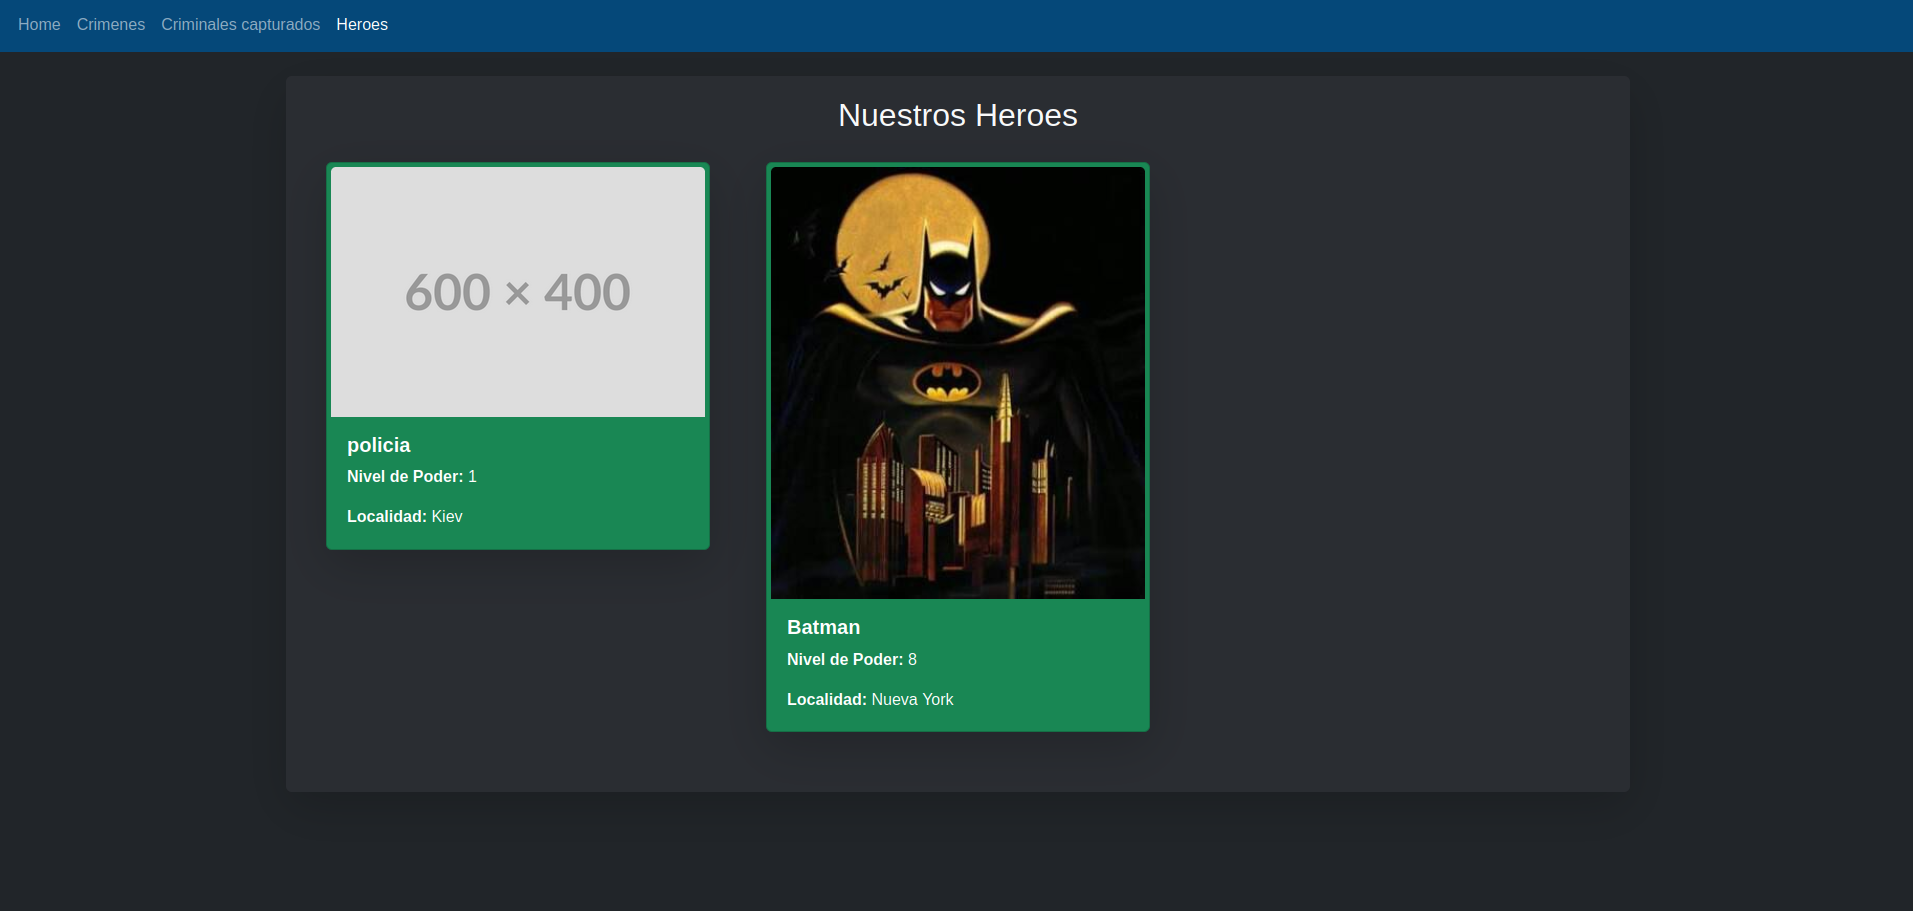 Home Crimenes Criminales capturados Heroes
Nuestros Heroes
600 × 400
policia
Nivel de Poder: 1
Localidad: Kiev
Batman
Nivel de Poder: 8
Localidad: Nueva York